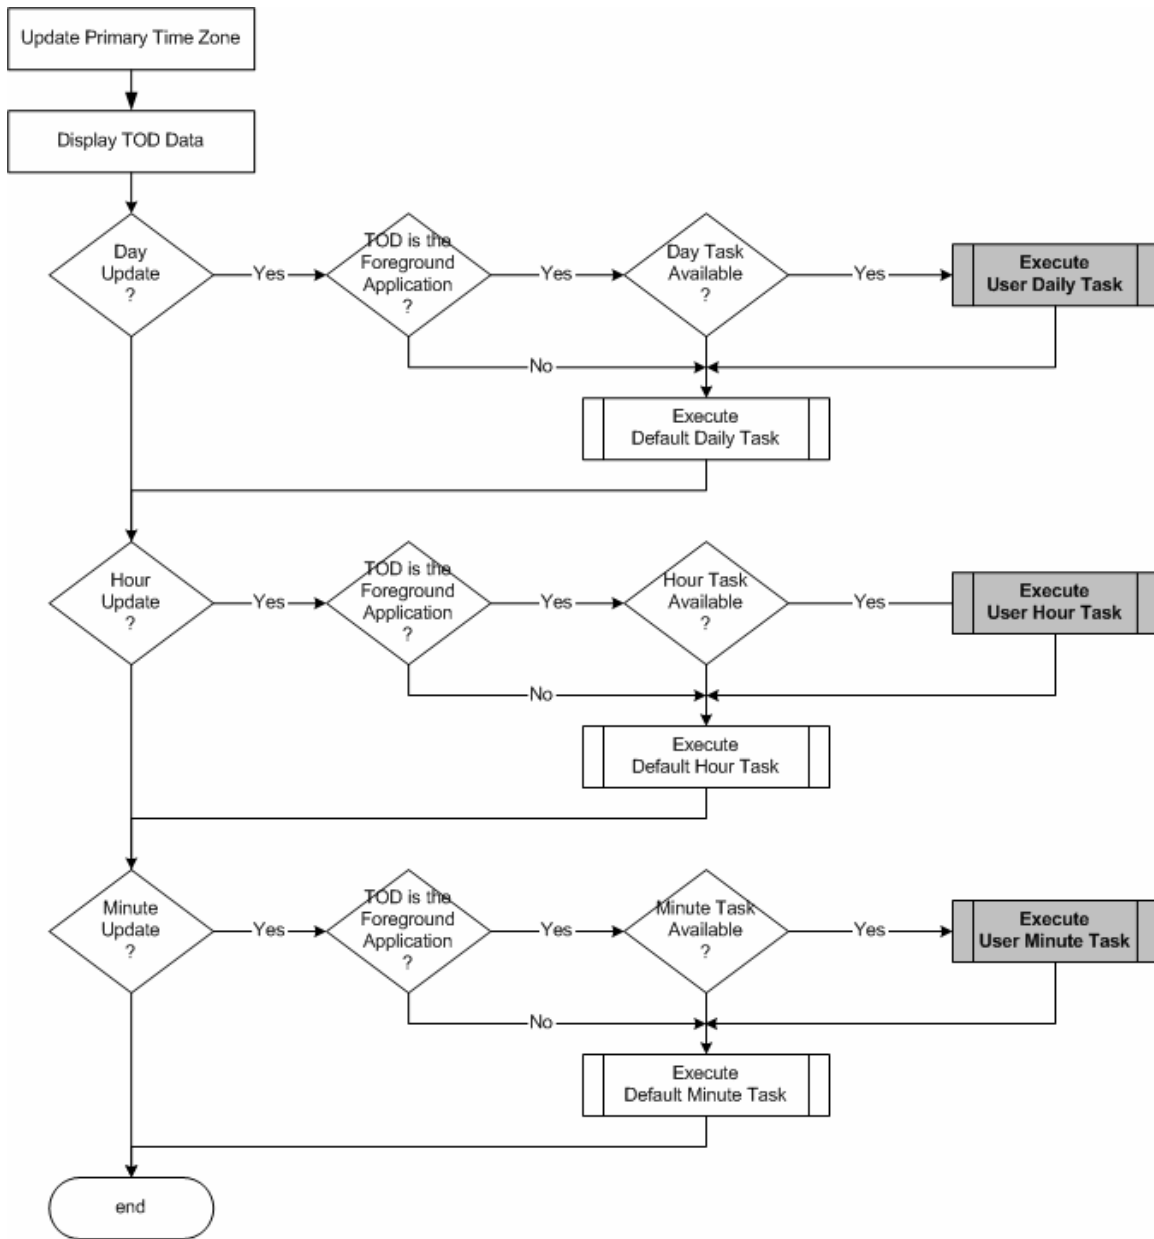 Update Primary Time Zone
Display TOD Data
Day
Update
?
Yes
TOD is the
Foreground
Application
?
Yes
Day Task
Available
?
Yes
Execute
User Daily Task
No
Execute
Default Daily Task
Hour
Update
?
Yes
TOD is the
Foreground
Application
?
Yes
Hour Task
Available
?
Yes
Execute
User Hour Task
No
Execute
Default Hour Task
Minute
Update
?
Yes
TOD is the
Foreground
Application
?
Yes
Minute Task
Available
?
Yes
Execute
User Minute Task
No
Execute
Default Minute Task
end